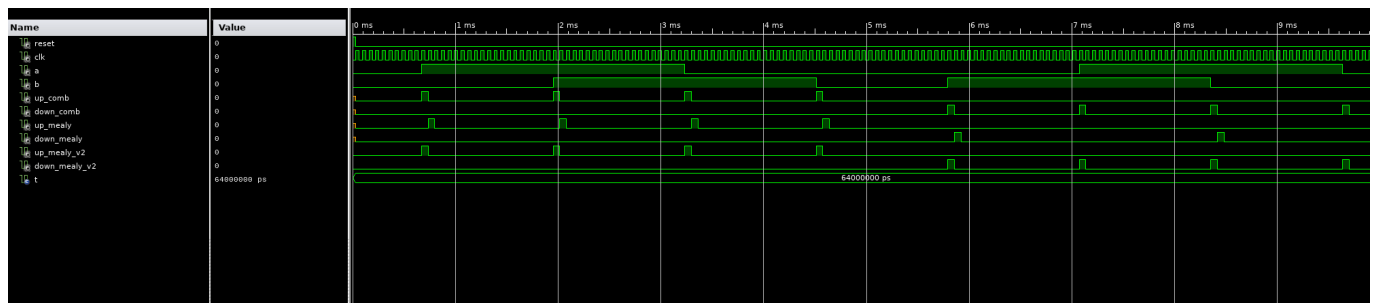 Name Value 0 ms 1 ms 2 ms 3 ms 4 ms 5 ms 6 ms 7 ms 8 ms 9 ms
reset 0
clk 0
a 0
b 0
up_comb 0
down_comb 0
up_mealy 0
down_mealy 0
up_mealy_v2 0
down_mealy_v2 0
t 64000000 ps 64000000 ps